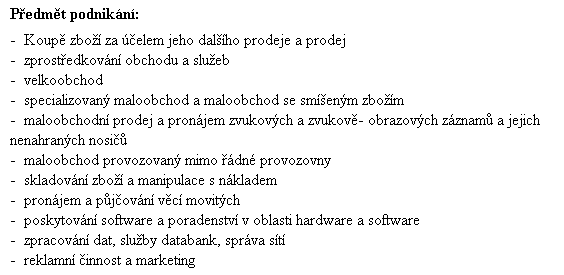 Předmět podnikání:
- Koupě zboží za účelem jeho dalšího prodeje a prodej
- zprostředkování obchodu a služeb
- velkoobchod
- specializovaný maloobchod a maloobchod se smíšeným zbožím
- maloobchodní prodej a pronájem zvukových a zvukově- obrazových záznamů a jejich
nenahraných nosičů
- maloobchod provozovaný mimo řádné provozovny
- skladování zboží a manipulace s nákladem
- pronájem a půjčování věcí movitých
- poskytování software a poradenství v oblasti hardware a software
- zpracování dat, služby databank, správa sítí
- reklamní činnost a marketing